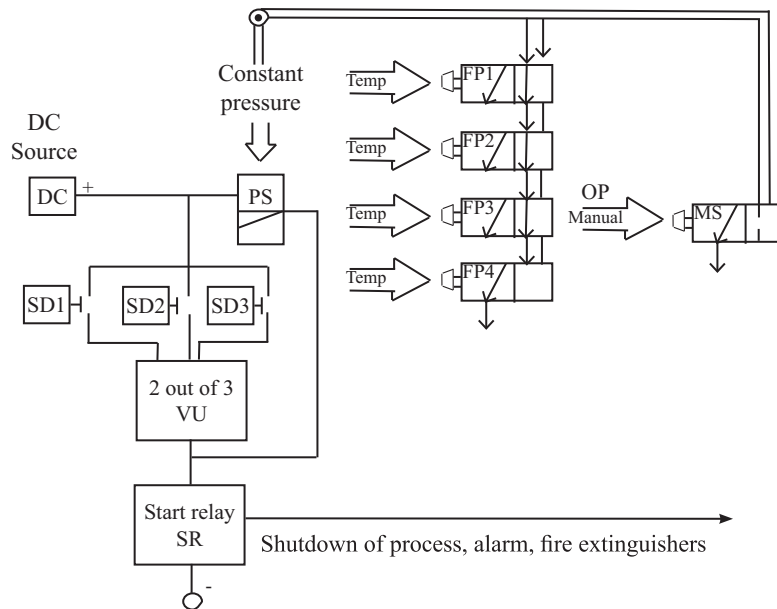 Constant
pressure
DC
Source
DC
+
PS
SD1
SD2
SD3
2 out of 3
VU
Start relay
SR
-
Shutdown of process, alarm, fire extinguishers
Temp
FP1
Temp
FP2
Temp
FP3
Temp
FP4
OP
Manual
MS